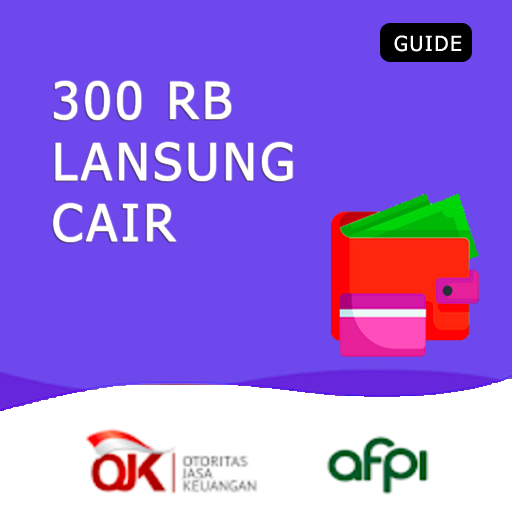 GUIDE
300 RB
LANSUNG
CAIR
OJK
OTORITAS
JASA
KEUANGAN
afpi